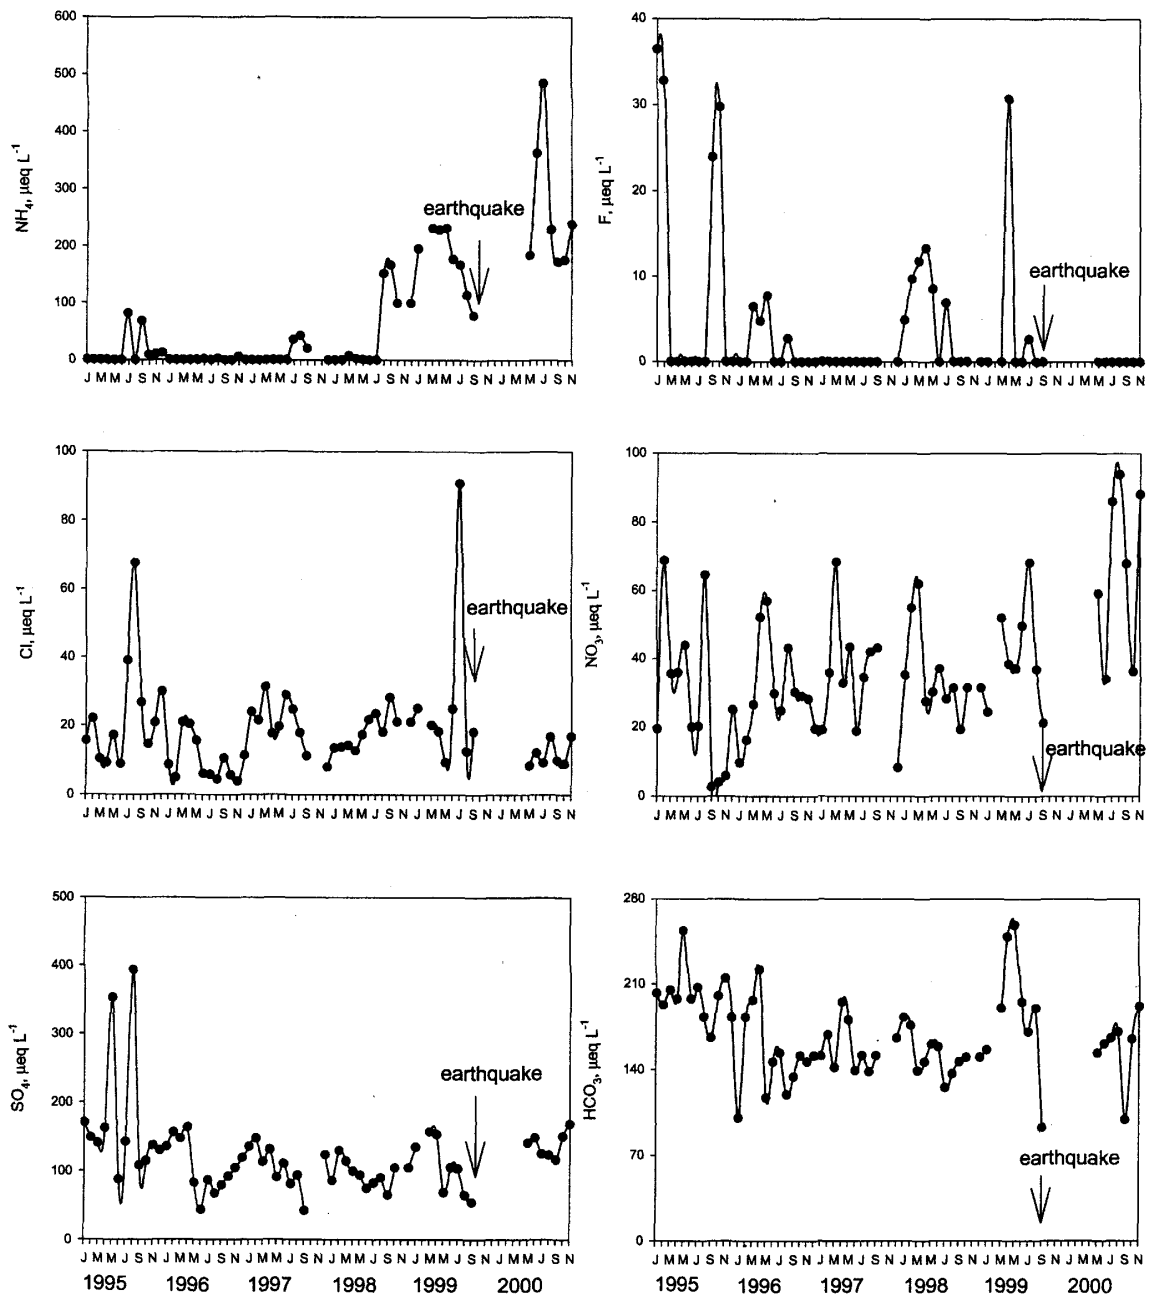 600
500
400
300
200
100
0
NH4, µeq L-1
earthquake
J M M J S N J M M J S N J M M J S N J M M J S N J M M J S N J M M J S N
40
30
20
10
0
F, µeq L-1
earthquake
J M M J S N J M M J S N J M M J S N J M M J S N J M M J S N J M M J S N
100
80
60
40
20
0
Cl, µeq L-1
earthquake
J M M J S N J M M J S N J M M J S N J M M J S N J M M J S N J M M J S N
100
80
60
40
20
0
NO3, µeq L-1
earthquake
J M M J S N J M M J S N J M M J S N J M M J S N J M M J S N J M M J S N
500
400
300
200
100
0
SO4, µeq L-1
earthquake
J M M J S N J M M J S N J M M J S N J M M J S N J M M J S N J M M J S N
1995 1996 1997 1998 1999 2000
280
210
140
70
0
HCO3, µeq L-1
earthquake
J M M J S N J M M J S N J M M J S N J M M J S N J M M J S N J M M J S N
1995 1996 1997 1998 1999 2000